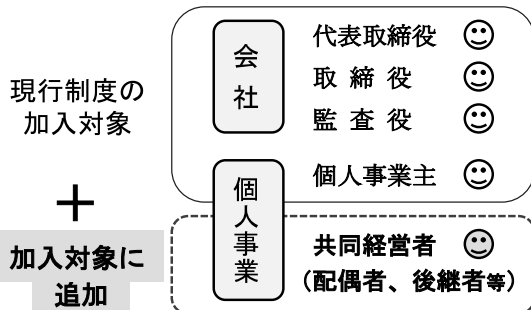 現行制度の
加入対象
会社
代表取締役
取締役
監査役
個人事業
個人事業主
＋
加入対象に
追加
共同経営者
（配偶者、後継者等）